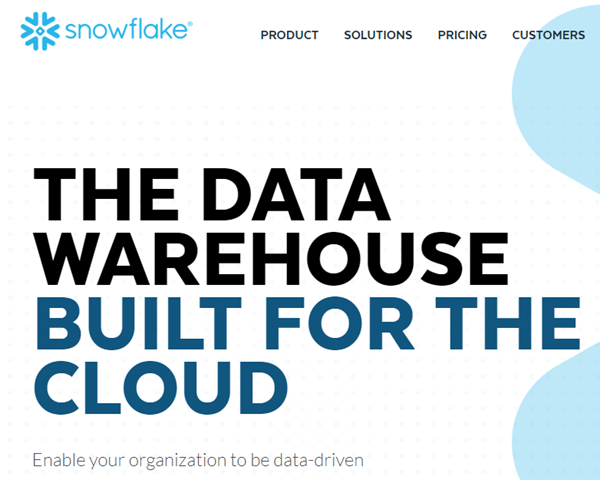 snowflake®
PRODUCT SOLUTIONS PRICING CUSTOMERS
THE DATA
WAREHOUSE
BUILT FOR THE
CLOUD
Enable your organization to be data-driven